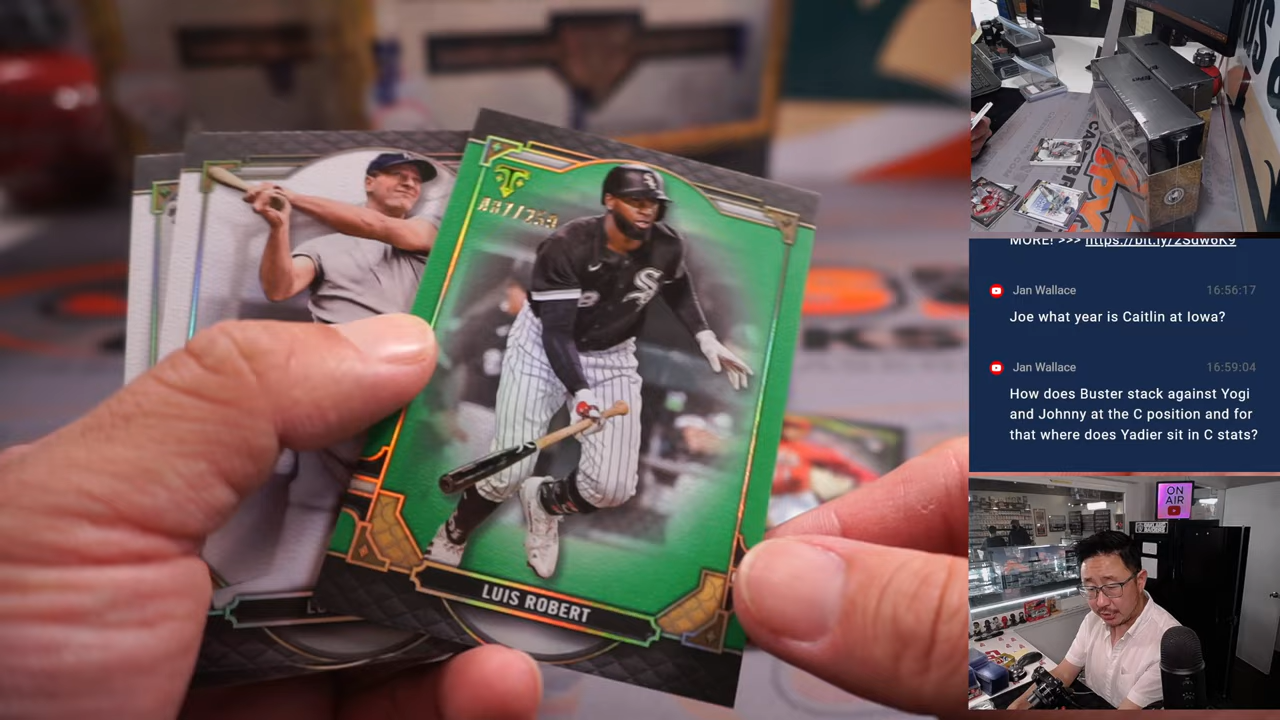 LUIS ROBERT
MORE! >>> https://bit.ly/2Sdw6K9
Jan Wallace 16:56:17
Joe what year is Caitlin at Iowa?
Jan Wallace 16:59:04
How does Buster stack against Yogi
and Johnny at the C position and for
that where does Yadier sit in C stats?
ON
AIR